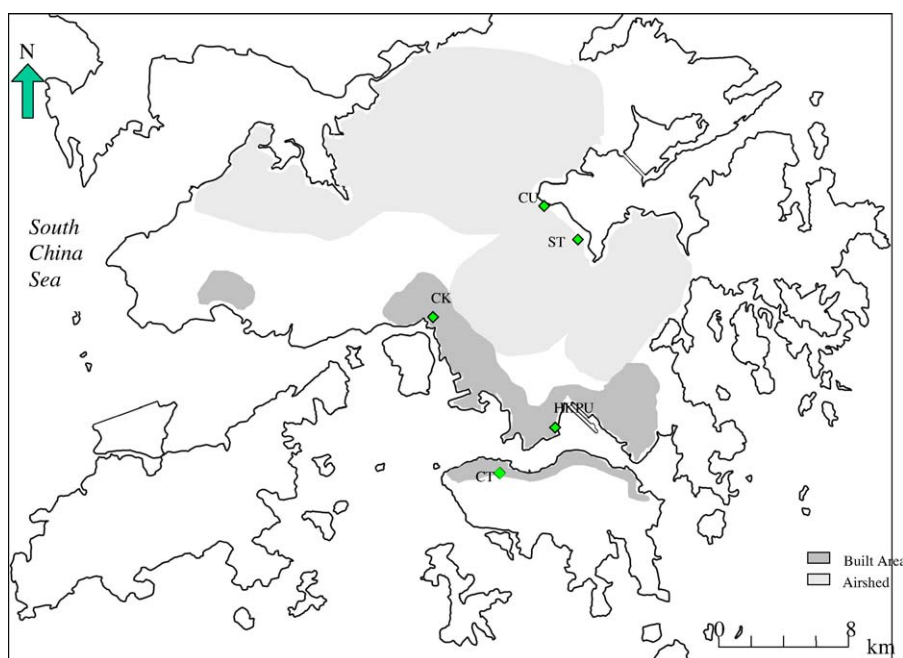 N
CU
South
China
Sea
ST
CK
HKPU
CT
Built Area
Airshed
0 8
km